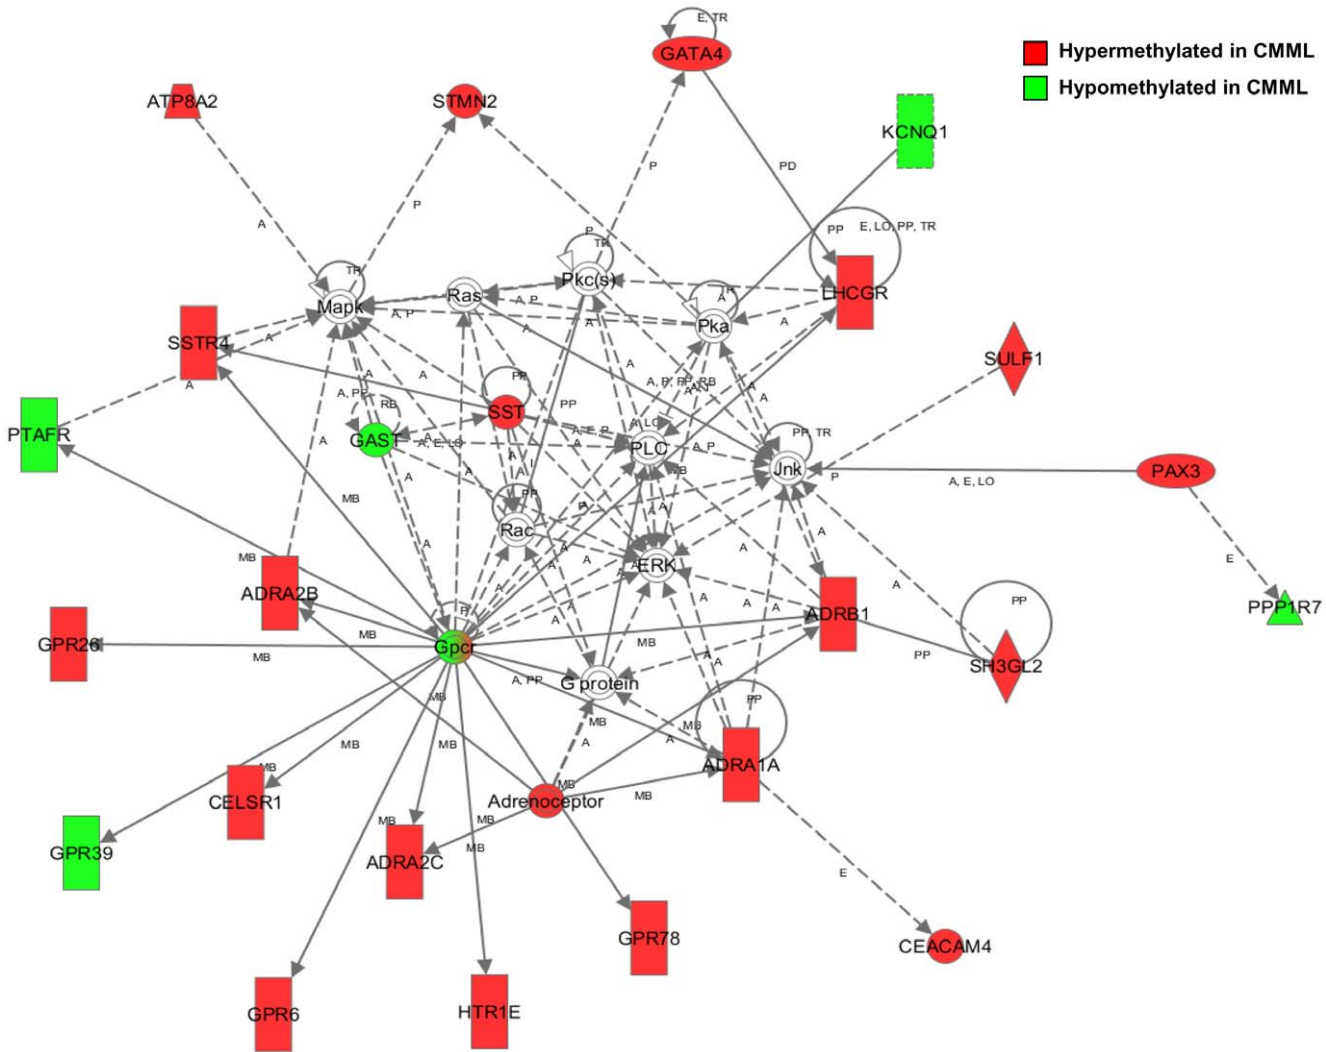 E, TR
GATA4
Hypermethylated in CMML
Hypomethylated in CMML
ATP8A2
STMN2
KCNQ1
P
PD
P
A
PP
E, LO, PP, TR
P
TR
TR
Pkc(s)
TR
A
Mapk
Ras
A, P
A, P
LHCGR
Pka
A
A
A
SSTR4
A
SULF1
A
A
A
A
A
PP
A, PP
RB
PP
PTAFR
SST
GAST
A, E, LO
A, E, P
A, LO
PLC
A, P
PP, TR
Jnk
P
A, E, LO
PAX3
A
A
MB
PP
Rac
MB
A
A
E
A
ERK
A
A
A
A
ADRA2B
A
A
A
A
ADRB1
PP
PPP1R7
GPR26
MB
P
Gpcr
MB
MB
PP
SH3GL2
A, PP
G protein
A
A
MB
PP
MB
MB
A
A
MB
MB
MB
ADRA1A
MB
MB
CELSR1
Adrenoceptor
MB
MB
MB
MB
GPR39
ADRA2C
E
GPR78
CEACAM4
GPR6
HTR1E